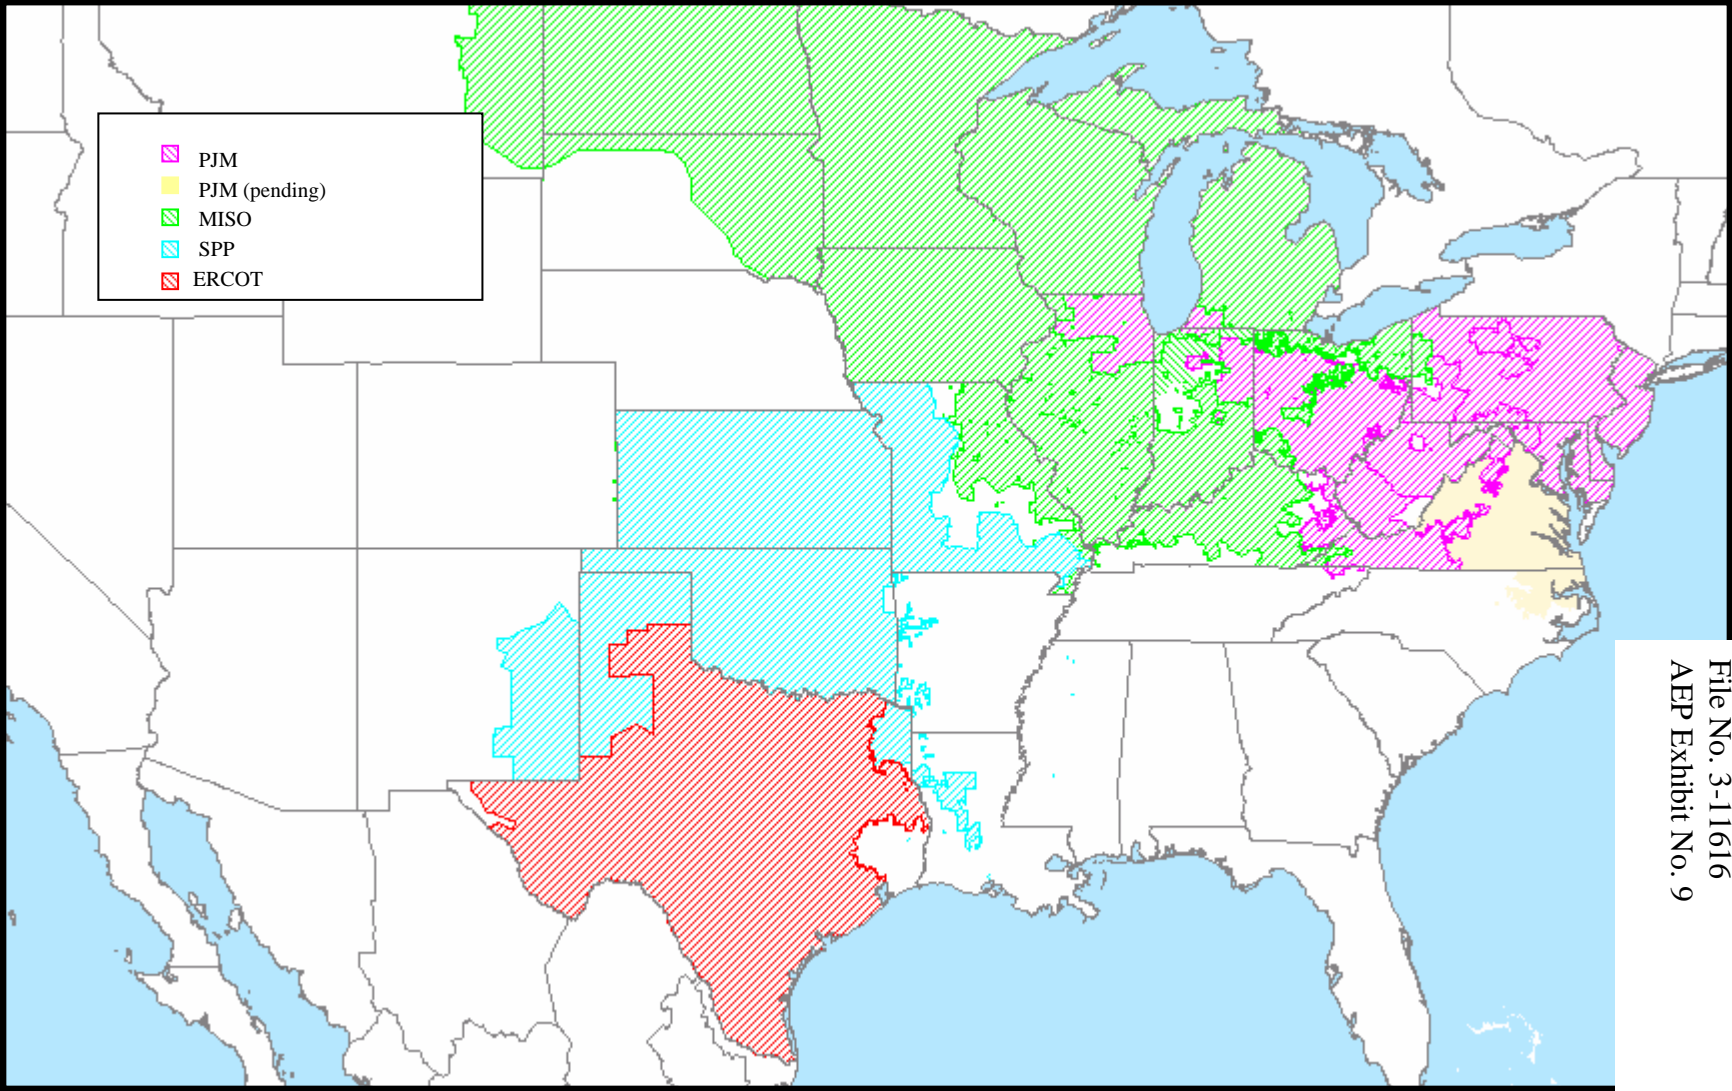 PJM
PJM (pending)
MISO
SPP
ERCOT
File No. 3-11616
AEP Exhibit No. 9